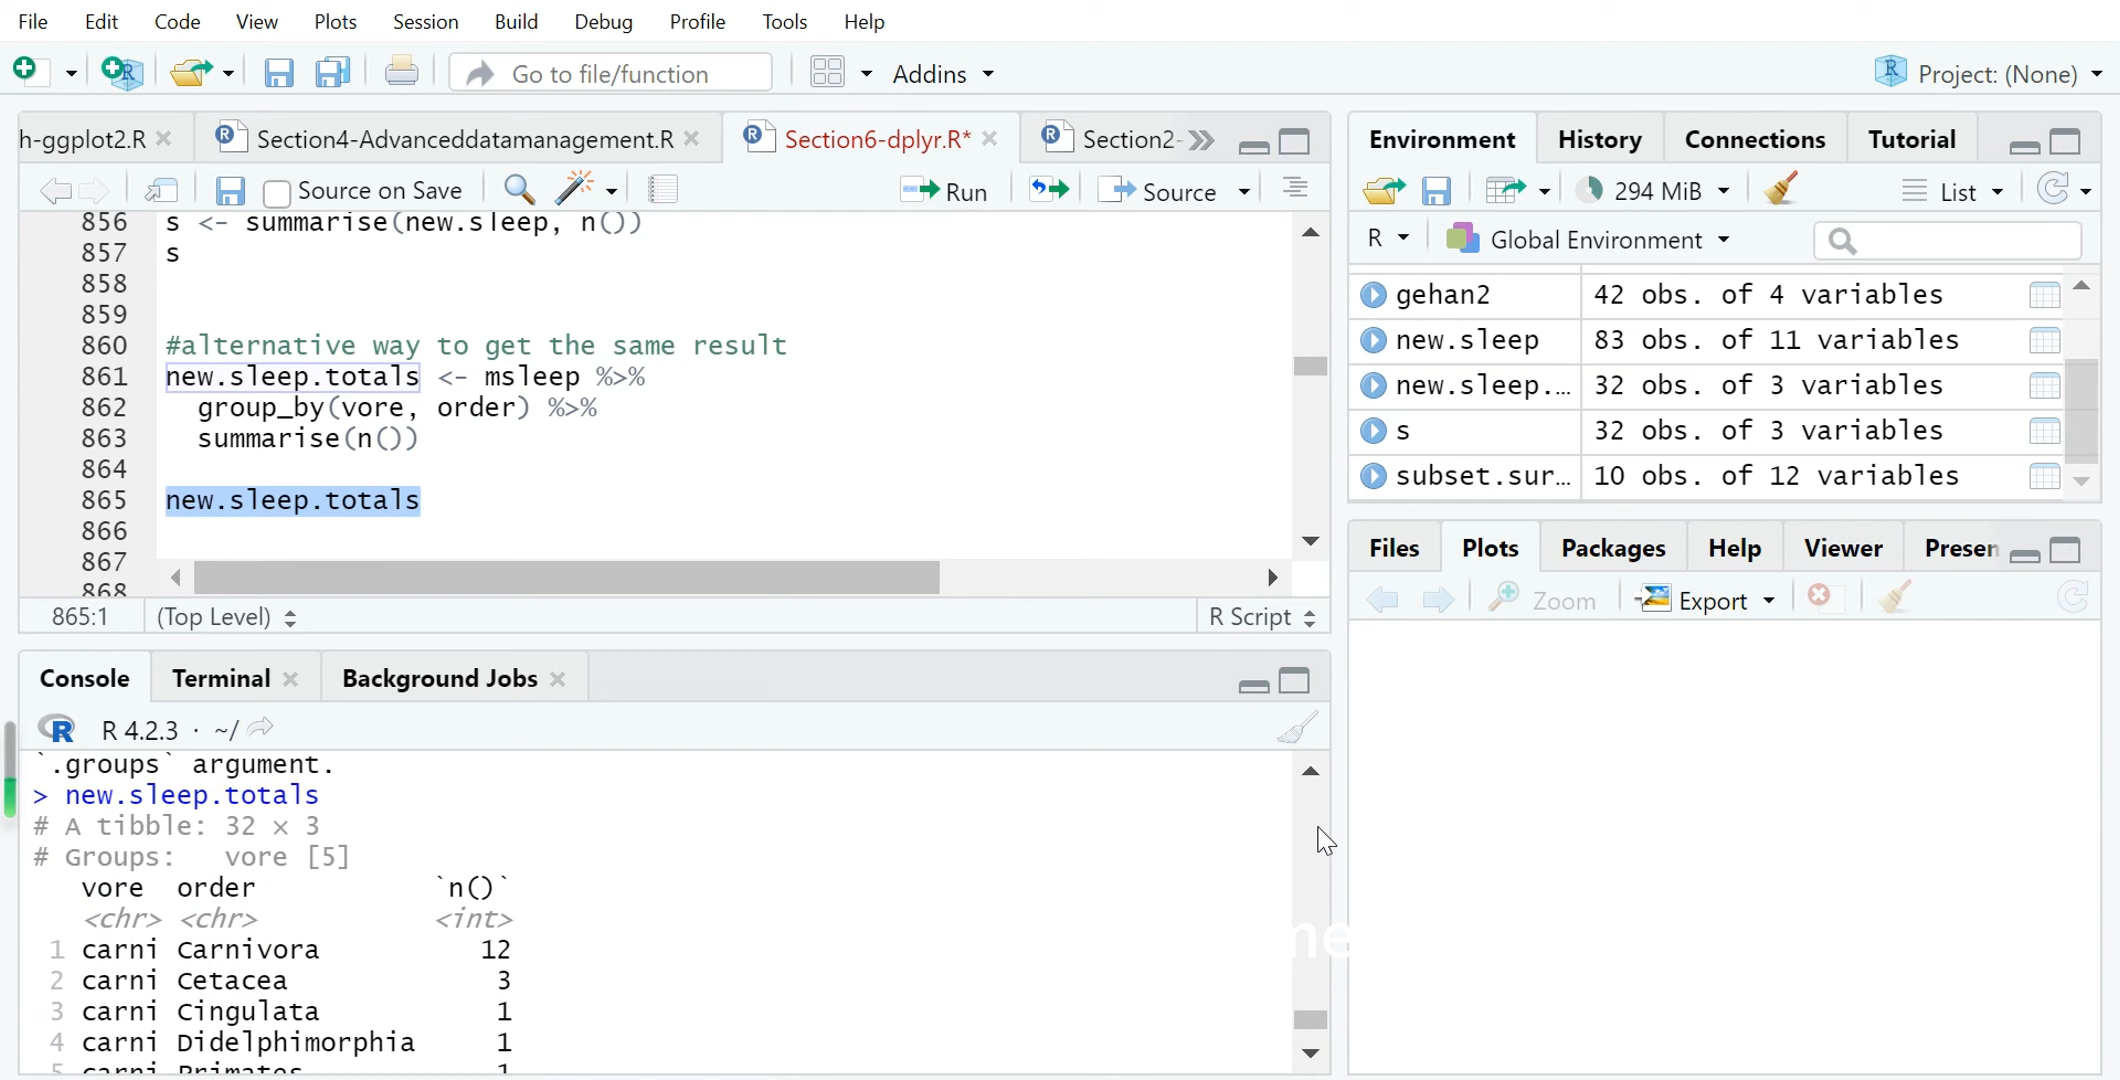 File Edit Code View Plots Session Build Debug Profile Tools Help
Go to file/function Addins Project: (None)
h-ggplot2.R Section4-Advanceddatamanagement.R Section6-dplyr.R* Section2-
Source on Save Run Source
856 s <- summarise(new.sleep, n())
857 s
858
859
860 #alternative way to get the same result
861 new.sleep.totals <- msleep %>%
862 group_by(vore, order) %>%
863 summarise(n())
864
865 new.sleep.totals
866
867
868
865:1 (Top Level) R Script
Console Terminal Background Jobs
R 4.2.3 · ~/
`.groups` argument.
> new.sleep.totals
# A tibble: 32 × 3
# Groups: vore [5]
vore order `n()`
<chr> <chr> <int>
1 carni Carnivora 12
2 carni Cetacea 3
3 carni Cingulata 1
4 carni Didelphimorphia 1
5 carni Primates 1
Environment History Connections Tutorial
294 MiB List
R Global Environment
gehan2 42 obs. of 4 variables
new.sleep 83 obs. of 11 variables
new.sleep.… 32 obs. of 3 variables
s 32 obs. of 3 variables
subset.sur… 10 obs. of 12 variables
Files Plots Packages Help Viewer Presen
Zoom Export
me